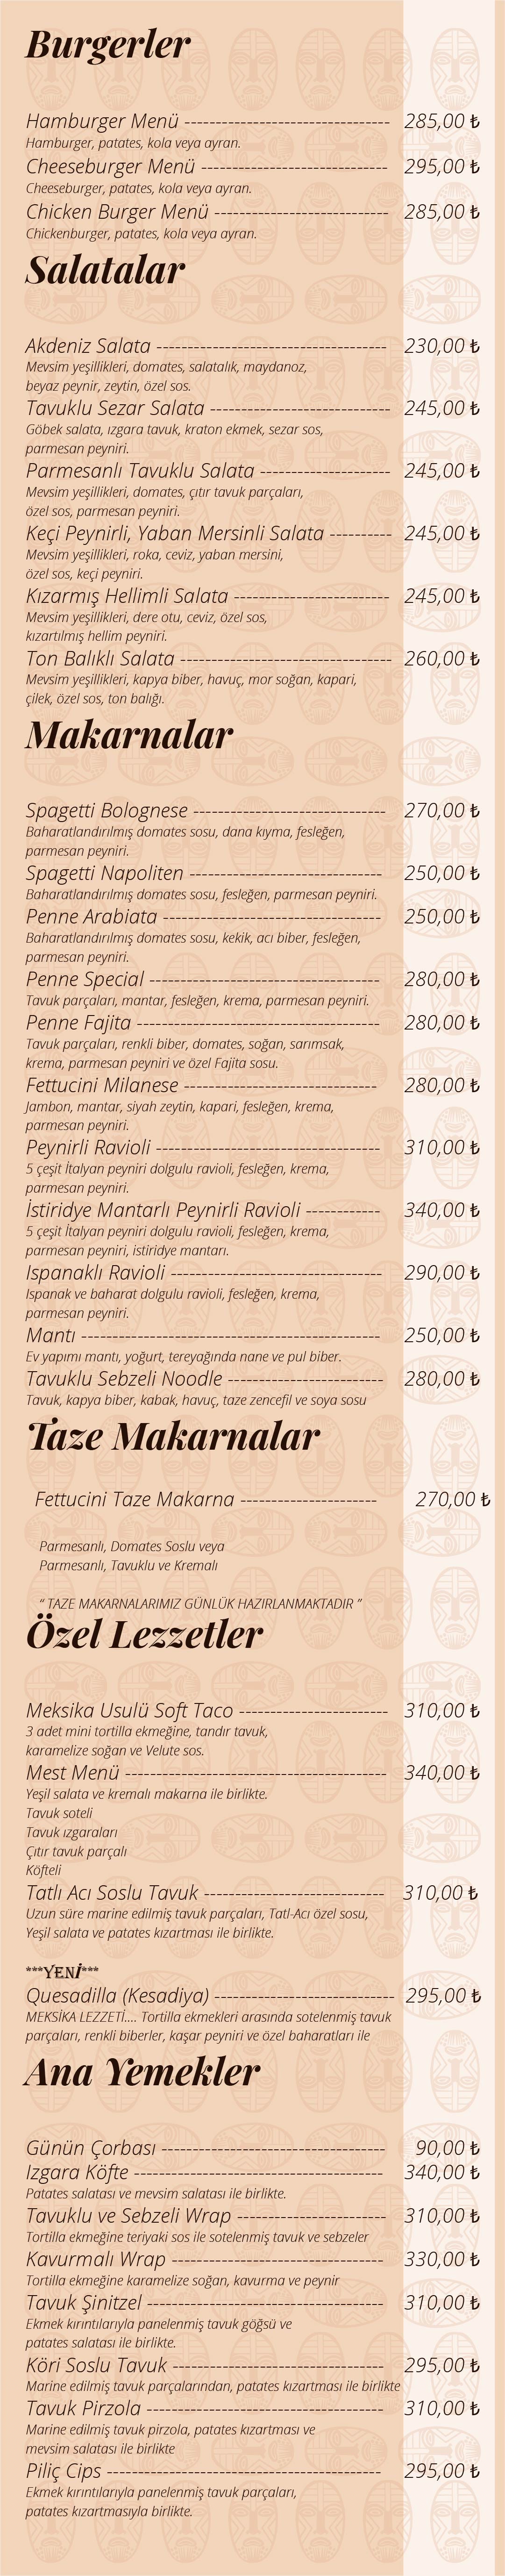 Burgerler
Hamburger Menü --------------------------------- 285,00 ₺
Hamburger, patates, kola veya ayran.
Cheeseburger Menü ------------------------------ 295,00 ₺
Cheeseburger, patates, kola veya ayran.
Chicken Burger Menü ---------------------------- 285,00 ₺
Chickenburger, patates, kola veya ayran.
Salatalar
Akdeniz Salata ------------------------------------- 230,00 ₺
Mevsim yeşillikleri, domates, salatalık, maydanoz,
beyaz peynir, zeytin, özel sos.
Tavuklu Sezar Salata ----------------------------- 245,00 ₺
Göbek salata, ızgara tavuk, kraton ekmek, sezar sos,
parmesan peyniri.
Parmesanlı Tavuklu Salata --------------------- 245,00 ₺
Mevsim yeşillikleri, domates, çıtır tavuk parçaları,
özel sos, parmesan peyniri.
Keçi Peynirli, Yaban Mersinli Salata ---------- 245,00 ₺
Mevsim yeşillikleri, roka, ceviz, yaban mersini,
özel sos, keçi peyniri.
Kızarmış Hellimli Salata ------------------------- 245,00 ₺
Mevsim yeşillikleri, dere otu, ceviz, özel sos,
kızartılmış hellim peyniri.
Ton Balıklı Salata ---------------------------------- 260,00 ₺
Mevsim yeşillikleri, kapya biber, havuç, mor soğan, kapari,
çilek, özel sos, ton balığı.
Makarnalar
Spagetti Bolognese ------------------------------- 270,00 ₺
Baharatlandırılmış domates sosu, dana kıyma, fesleğen,
parmesan peyniri.
Spagetti Napoliten ------------------------------- 250,00 ₺
Baharatlandırılmış domates sosu, fesleğen, parmesan peyniri.
Penne Arabiata ----------------------------------- 250,00 ₺
Baharatlandırılmış domates sosu, kekik, acı biber, fesleğen,
parmesan peyniri.
Penne Special ------------------------------------- 280,00 ₺
Tavuk parçaları, mantar, fesleğen, krema, parmesan peyniri.
Penne Fajita --------------------------------------- 280,00 ₺
Tavuk parçaları, renkli biber, domates, soğan, sarımsak,
krema, parmesan peyniri ve özel Fajita sosu.
Fettucini Milanese ------------------------------- 280,00 ₺
Jambon, mantar, siyah zeytin, kapari, fesleğen, krema,
parmesan peyniri.
Peynirli Ravioli ------------------------------------ 310,00 ₺
5 çeşit İtalyan peyniri dolgulu ravioli, fesleğen, krema,
parmesan peyniri.
İstiridye Mantarlı Peynirli Ravioli ------------ 340,00 ₺
5 çeşit İtalyan peyniri dolgulu ravioli, fesleğen, krema,
parmesan peyniri, istiridye mantarı.
Ispanaklı Ravioli ---------------------------------- 290,00 ₺
Ispanak ve baharat dolgulu ravioli, fesleğen, krema,
parmesan peyniri.
Mantı ------------------------------------------------ 250,00 ₺
Ev yapımı mantı, yoğurt, tereyağında nane ve pul biber.
Tavuklu Sebzeli Noodle ------------------------- 280,00 ₺
Tavuk, kapya biber, kabak, havuç, taze zencefil ve soya sosu
Taze Makarnalar
Fettucini Taze Makarna ---------------------- 270,00 ₺
Parmesanlı, Domates Soslu veya
Parmesanlı, Tavuklu ve Kremalı
“ TAZE MAKARNALARIMIZ GÜNLÜK HAZIRLANMAKTADIR ”
Özel Lezzetler
Meksika Usulü Soft Taco ------------------------ 310,00 ₺
3 adet mini tortilla ekmeğine, tandır tavuk,
karamelize soğan ve Velute sos.
Mest Menü ------------------------------------------ 340,00 ₺
Yeşil salata ve kremalı makarna ile birlikte.
Tavuk soteli
Tavuk ızgaraları
Çıtır tavuk parçalı
Köfteli
Tatlı Acı Soslu Tavuk ----------------------------- 310,00 ₺
Uzun süre marine edilmiş tavuk parçaları, Tatl-Acı özel sosu,
Yeşil salata ve patates kızartması ile birlikte.
***YENİ***
Quesadilla (Kesadiya) ----------------------------- 295,00 ₺
MEKSİKA LEZZETİ.... Tortilla ekmekleri arasında sotelenmiş tavuk
parçaları, renkli biberler, kaşar peyniri ve özel baharatları ile
Ana Yemekler
Günün Çorbası ------------------------------------ 90,00 ₺
Izgara Köfte ---------------------------------------- 340,00 ₺
Patates salatası ve mevsim salatası ile birlikte.
Tavuklu ve Sebzeli Wrap ------------------------ 310,00 ₺
Tortilla ekmeğine teriyaki sos ile sotelenmiş tavuk ve sebzeler
Kavurmalı Wrap ---------------------------------- 330,00 ₺
Tortilla ekmeğine karamelize soğan, kavurma ve peynir
Tavuk Şinitzel -------------------------------------- 310,00 ₺
Ekmek kırıntılarıyla panelenmiş tavuk göğsü ve
patates salatası ile birlikte.
Köri Soslu Tavuk ---------------------------------- 295,00 ₺
Marine edilmiş tavuk parçalarından, patates kızartması ile birlikte
Tavuk Pirzola -------------------------------------- 310,00 ₺
Marine edilmiş tavuk pirzola, patates kızartması ve
mevsim salatası ile birlikte
Piliç Cips -------------------------------------------- 295,00 ₺
Ekmek kırıntılarıyla panelenmiş tavuk parçaları,
patates kızartmasıyla birlikte.